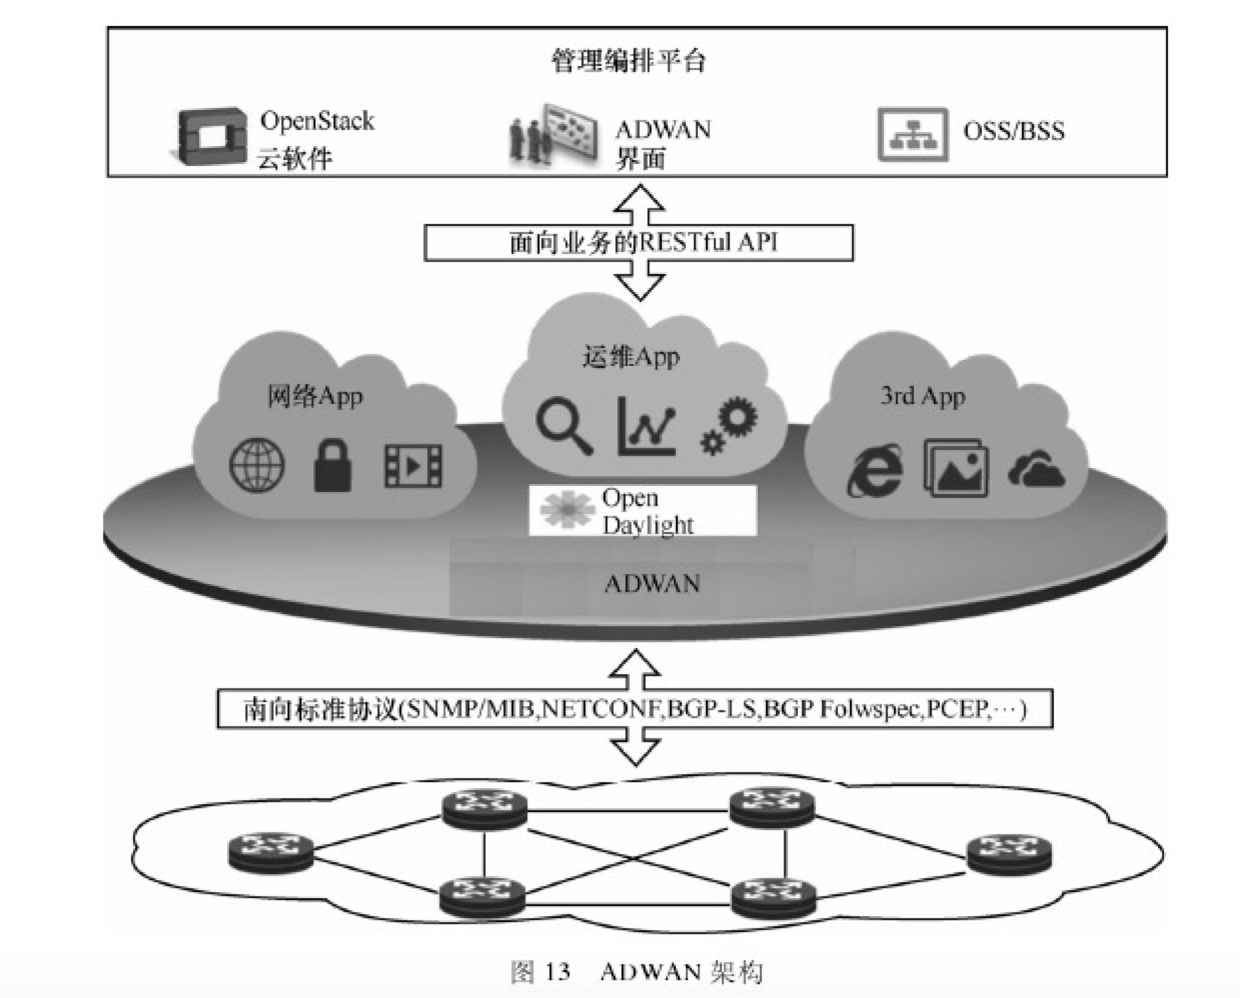 管理编排平台
OpenStack
云软件
ADWAN
界面
OSS/BSS
面向业务的RESTful API
网络App
运维App
3rd App
Open
Daylight
ADWAN
南向标准协议(SNMP/MIB,NETCONF,BGP-LS,BGP Folwspec,PCEP,…)
图 13 ADWAN 架构